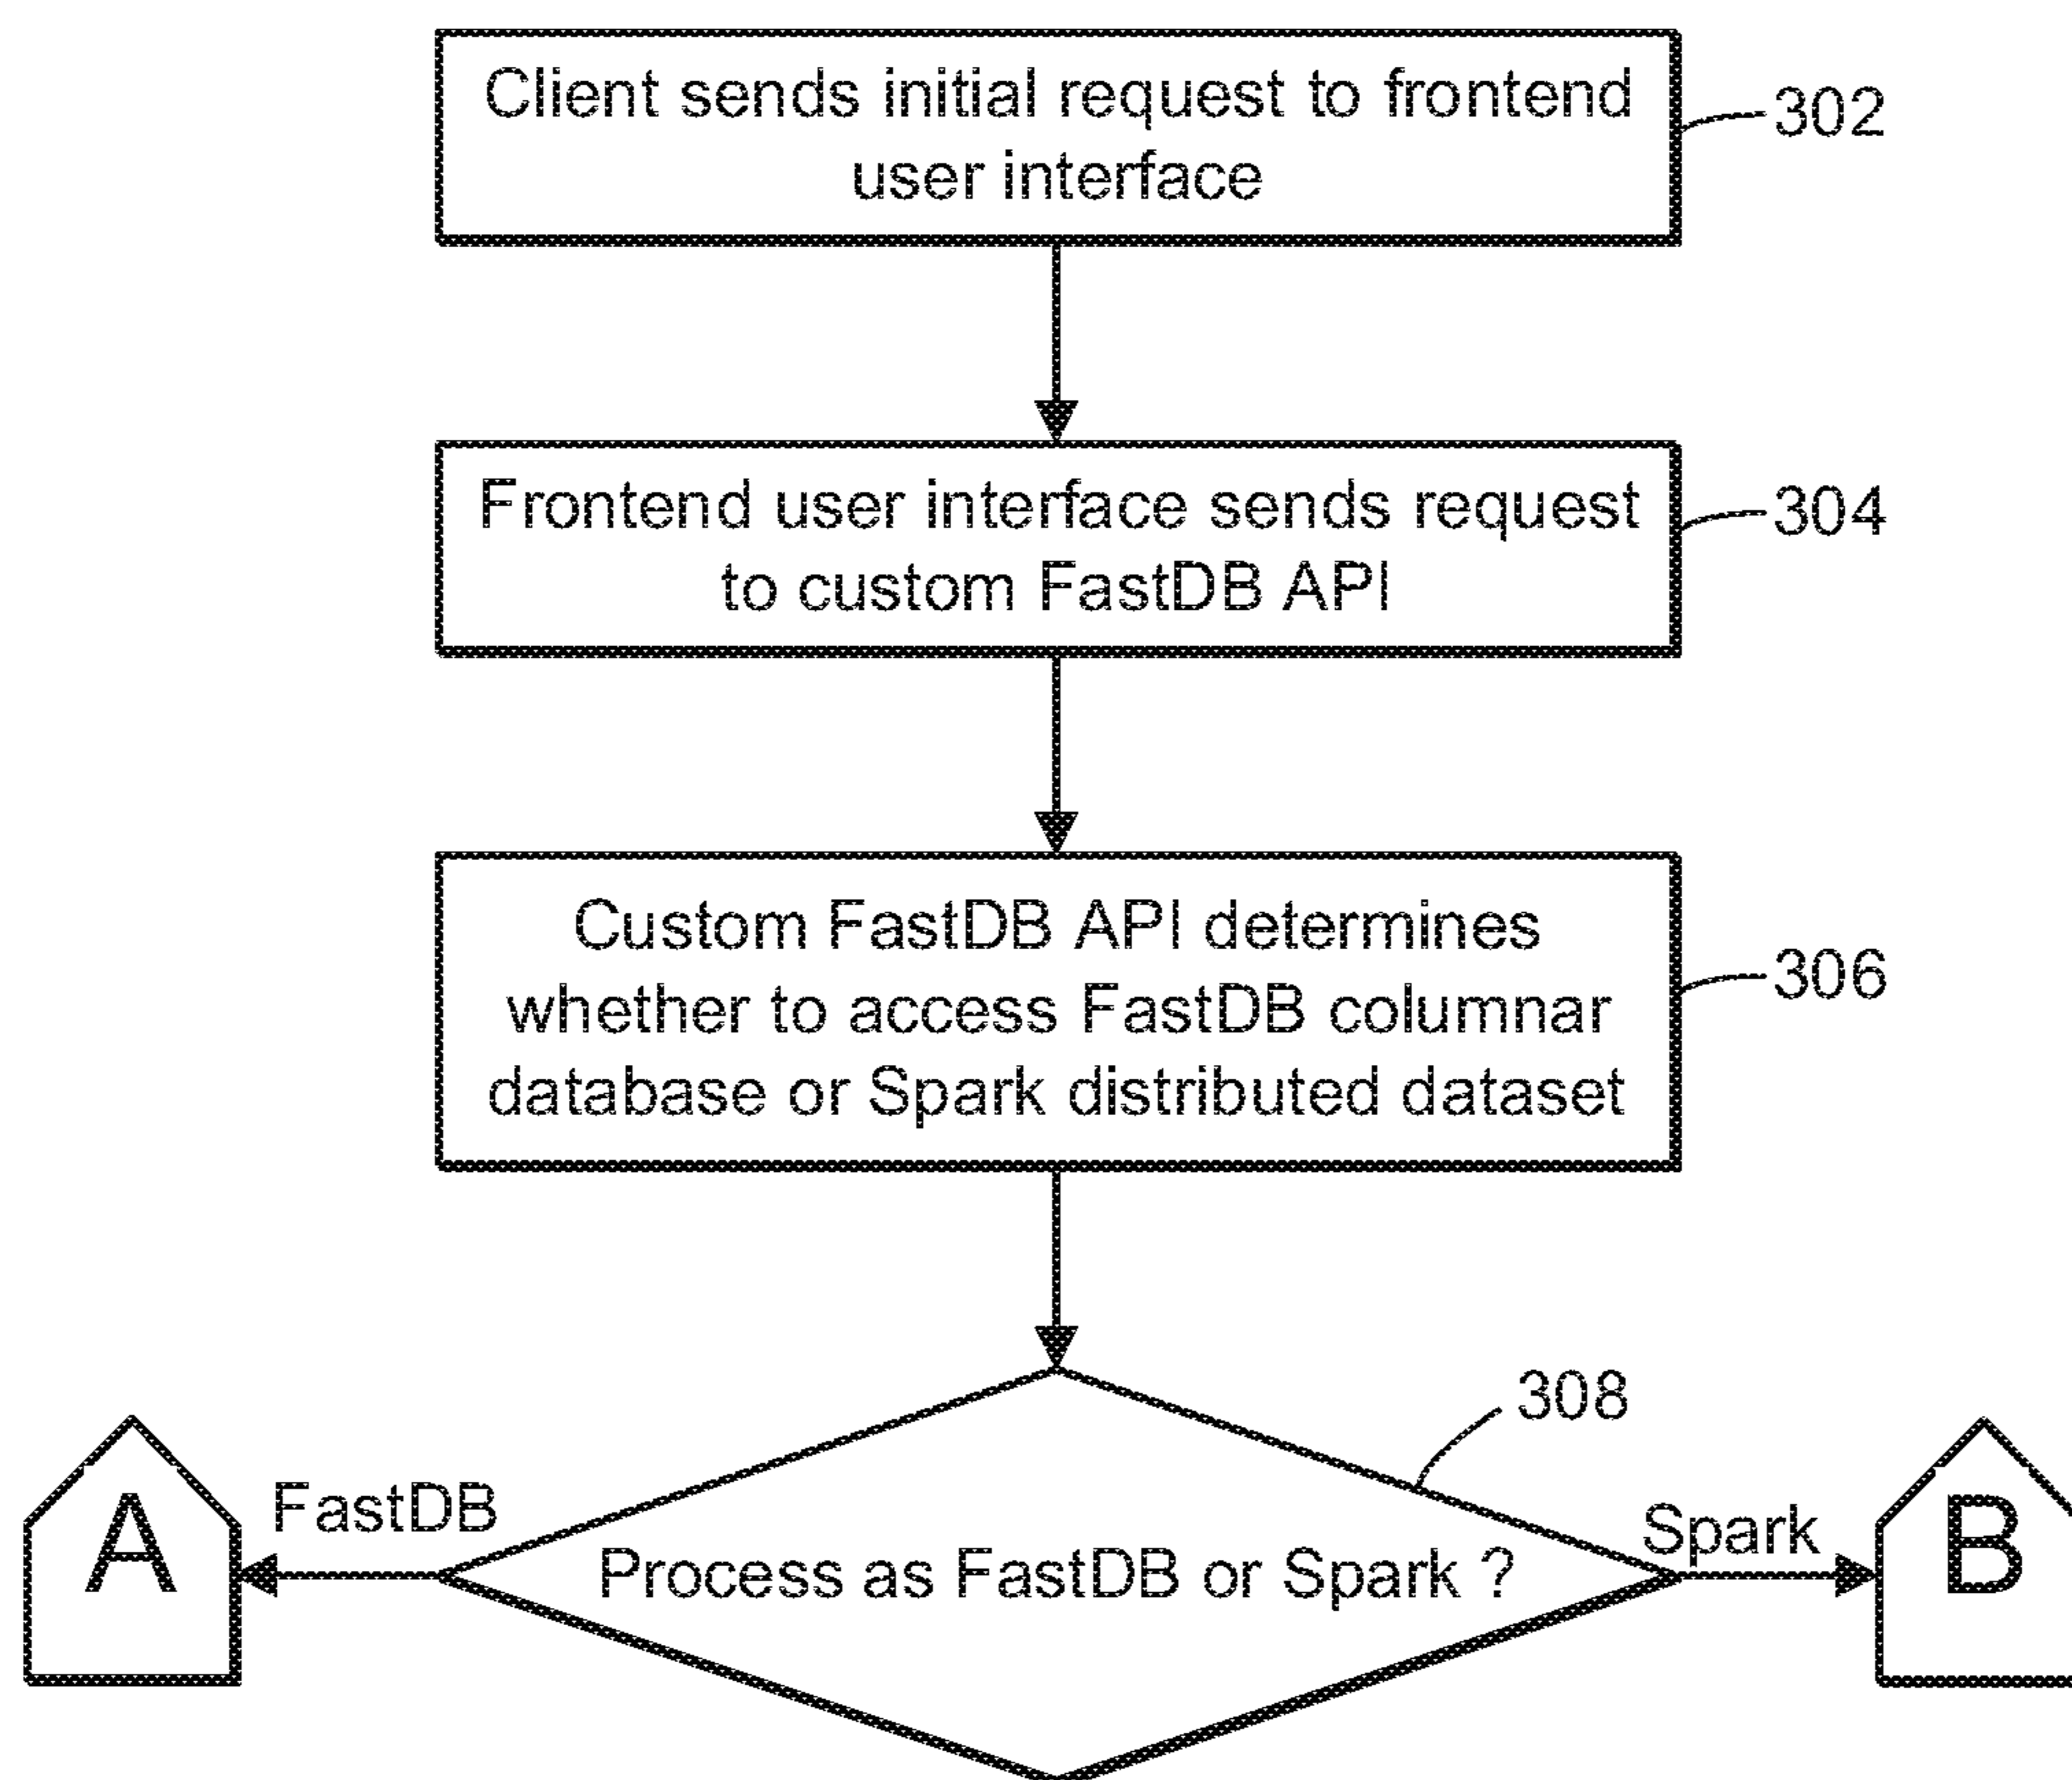 Client sends initial request to frontend
user interface
302
Frontend user interface sends request
to custom FastDB API
304
Custom FastDB API determines
whether to access FastDB columnar
database or Spark distributed dataset
306
308
A
FastDB
Process as FastDB or Spark ?
Spark
B